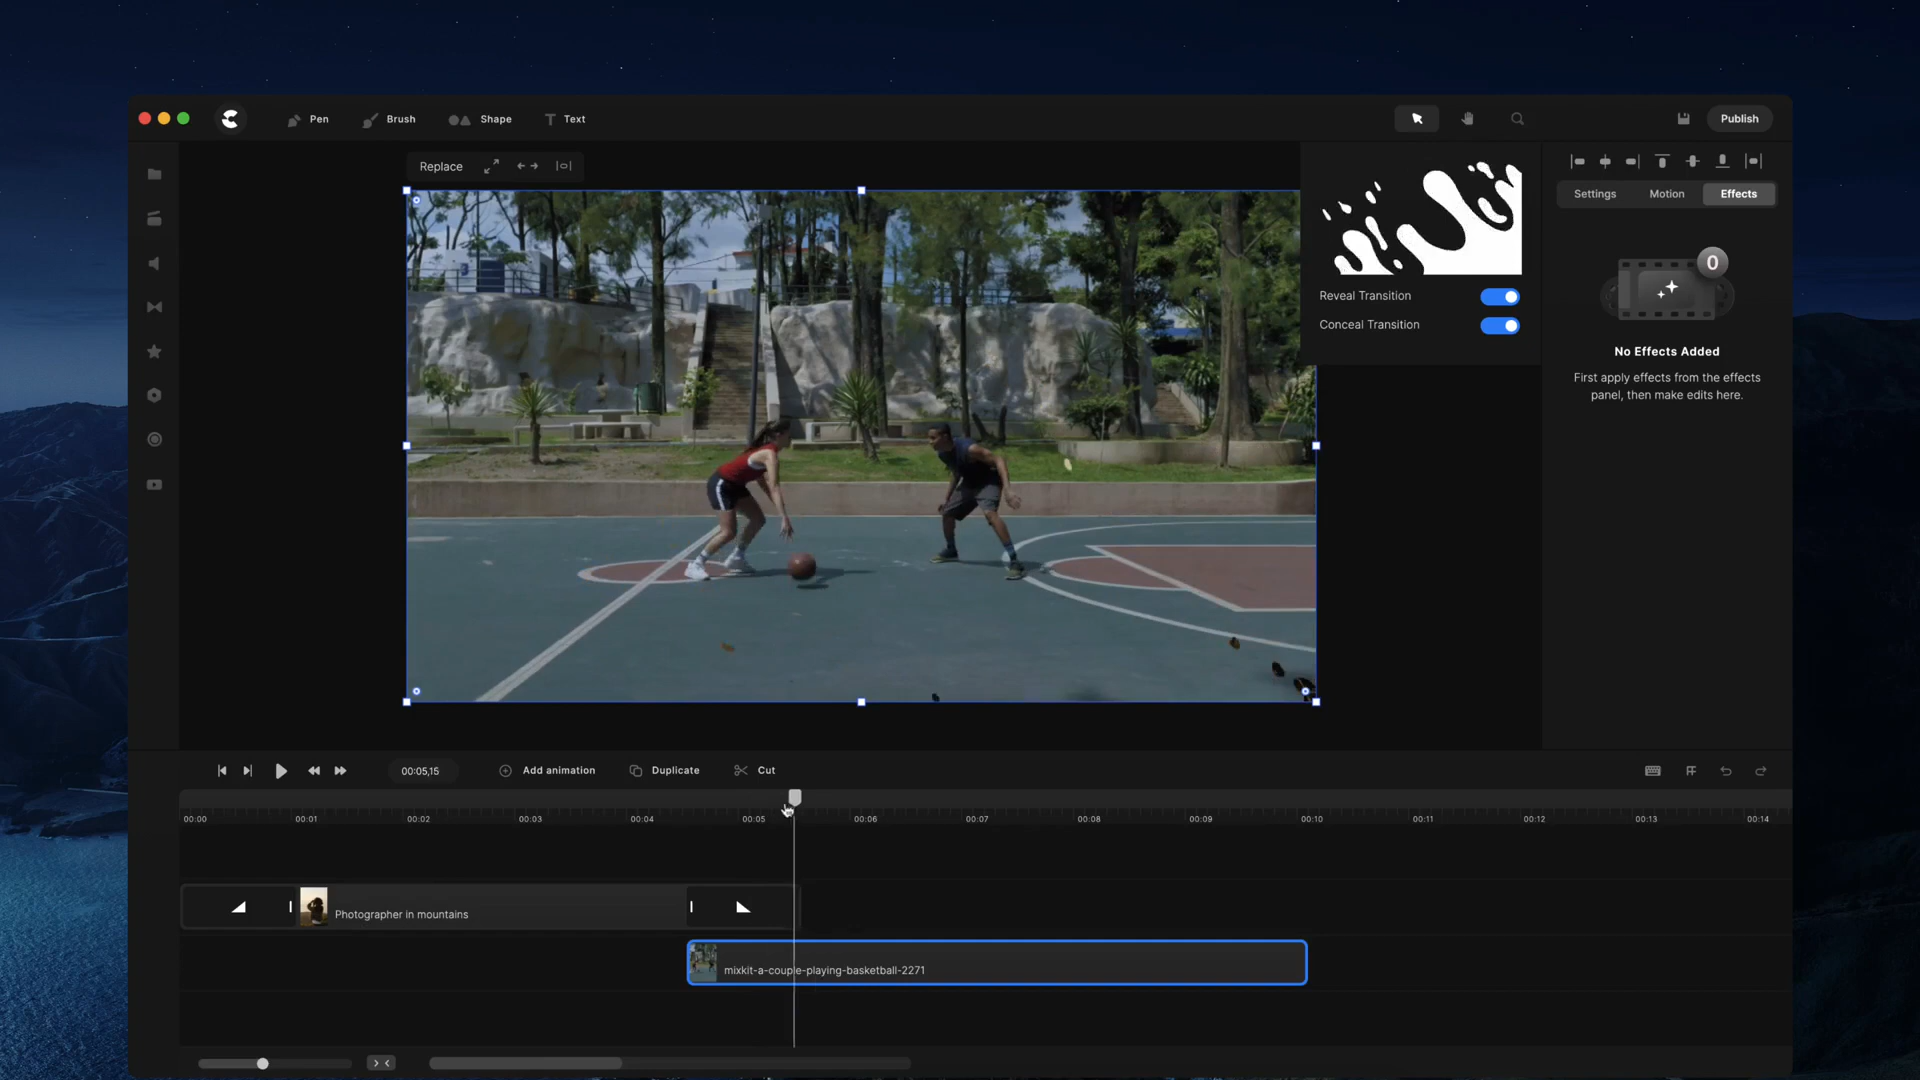 Pen
Brush
Shape
Text
Publish
Replace
Settings
Motion
Effects
Reveal Transition
Conceal Transition
0
No Effects Added
First apply effects from the effects
panel, then make edits here.
00:05,15
Add animation
Duplicate
Cut
00:00
00:01
00:02
00:03
00:04
00:05
00:06
00:07
00:08
00:09
00:10
00:11
00:12
00:13
00:14
Photographer in mountains
mixkit-a-couple-playing-basketball-2271